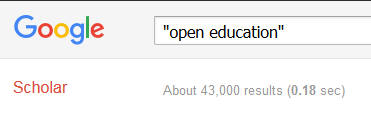 Google "open education"
Scholar About 43,000 results (0.18 sec)